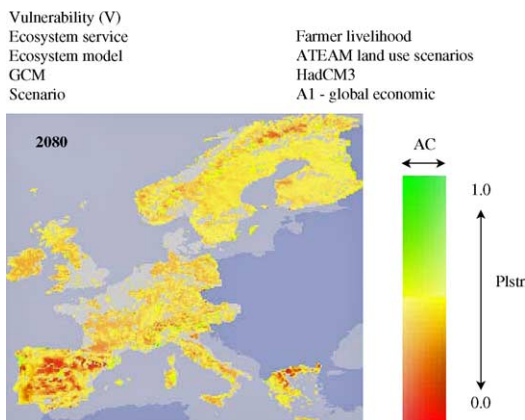 Vulnerability (V)
Ecosystem service Farmer livelihood
Ecosystem model ATEAM land use scenarios
GCM HadCM3
Scenario A1 - global economic
2080
AC
1.0
Plstr
0.0